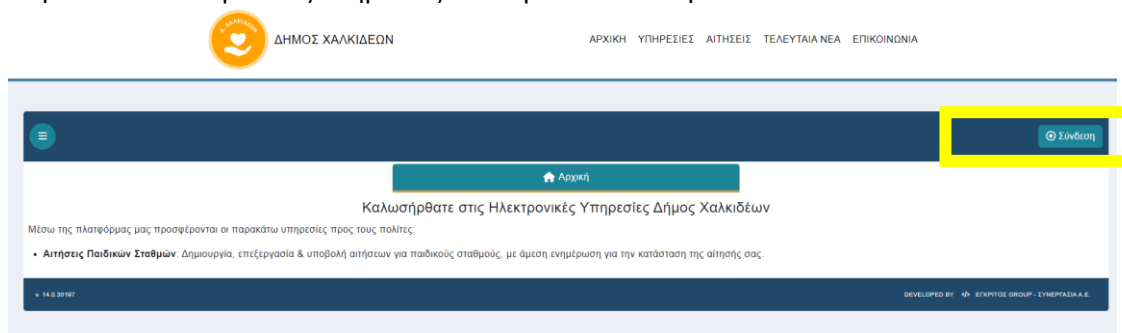 Δ. ΧΑΛΚΙΔΕΩΝ
ΔΗΜΟΣ ΧΑΛΚΙΔΕΩΝ
ΑΡΧΙΚΗ ΥΠΗΡΕΣΙΕΣ ΑΙΤΗΣΕΙΣ ΤΕΛΕΥΤΑΙΑ ΝΕΑ ΕΠΙΚΟΙΝΩΝΙΑ
Σύνδεση
Αρχική
Καλωσήρθατε στις Ηλεκτρονικές Υπηρεσίες Δήμος Χαλκιδέων
Μέσω της πλατφόρμας μας προσφέρονται οι παρακάτω υπηρεσίες προς τους πολίτες:
• Αιτήσεις Παιδικών Σταθμών: Δημιουργία, επεξεργασία & υποβολή αιτήσεων για παιδικούς σταθμούς, με άμεση ενημέρωση για την κατάσταση της αίτησής σας.
v. 14.0.30197
DEVELOPED BY </> ΕΓΚΡΙΤΟΣ GROUP - ΣΥΝΕΡΓΑΣΙΑ Α.Ε.